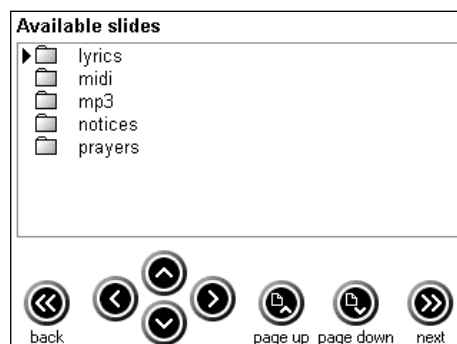 Available slides
lyrics
midi
mp3
notices
prayers
back
page up page down next